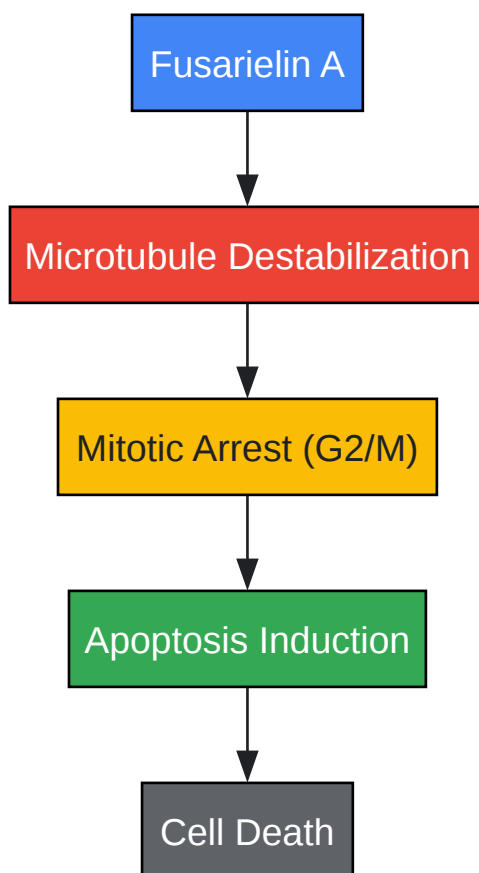 Fusarielin A
Microtubule Destabilization
Mitotic Arrest (G2/M)
Apoptosis Induction
Cell Death